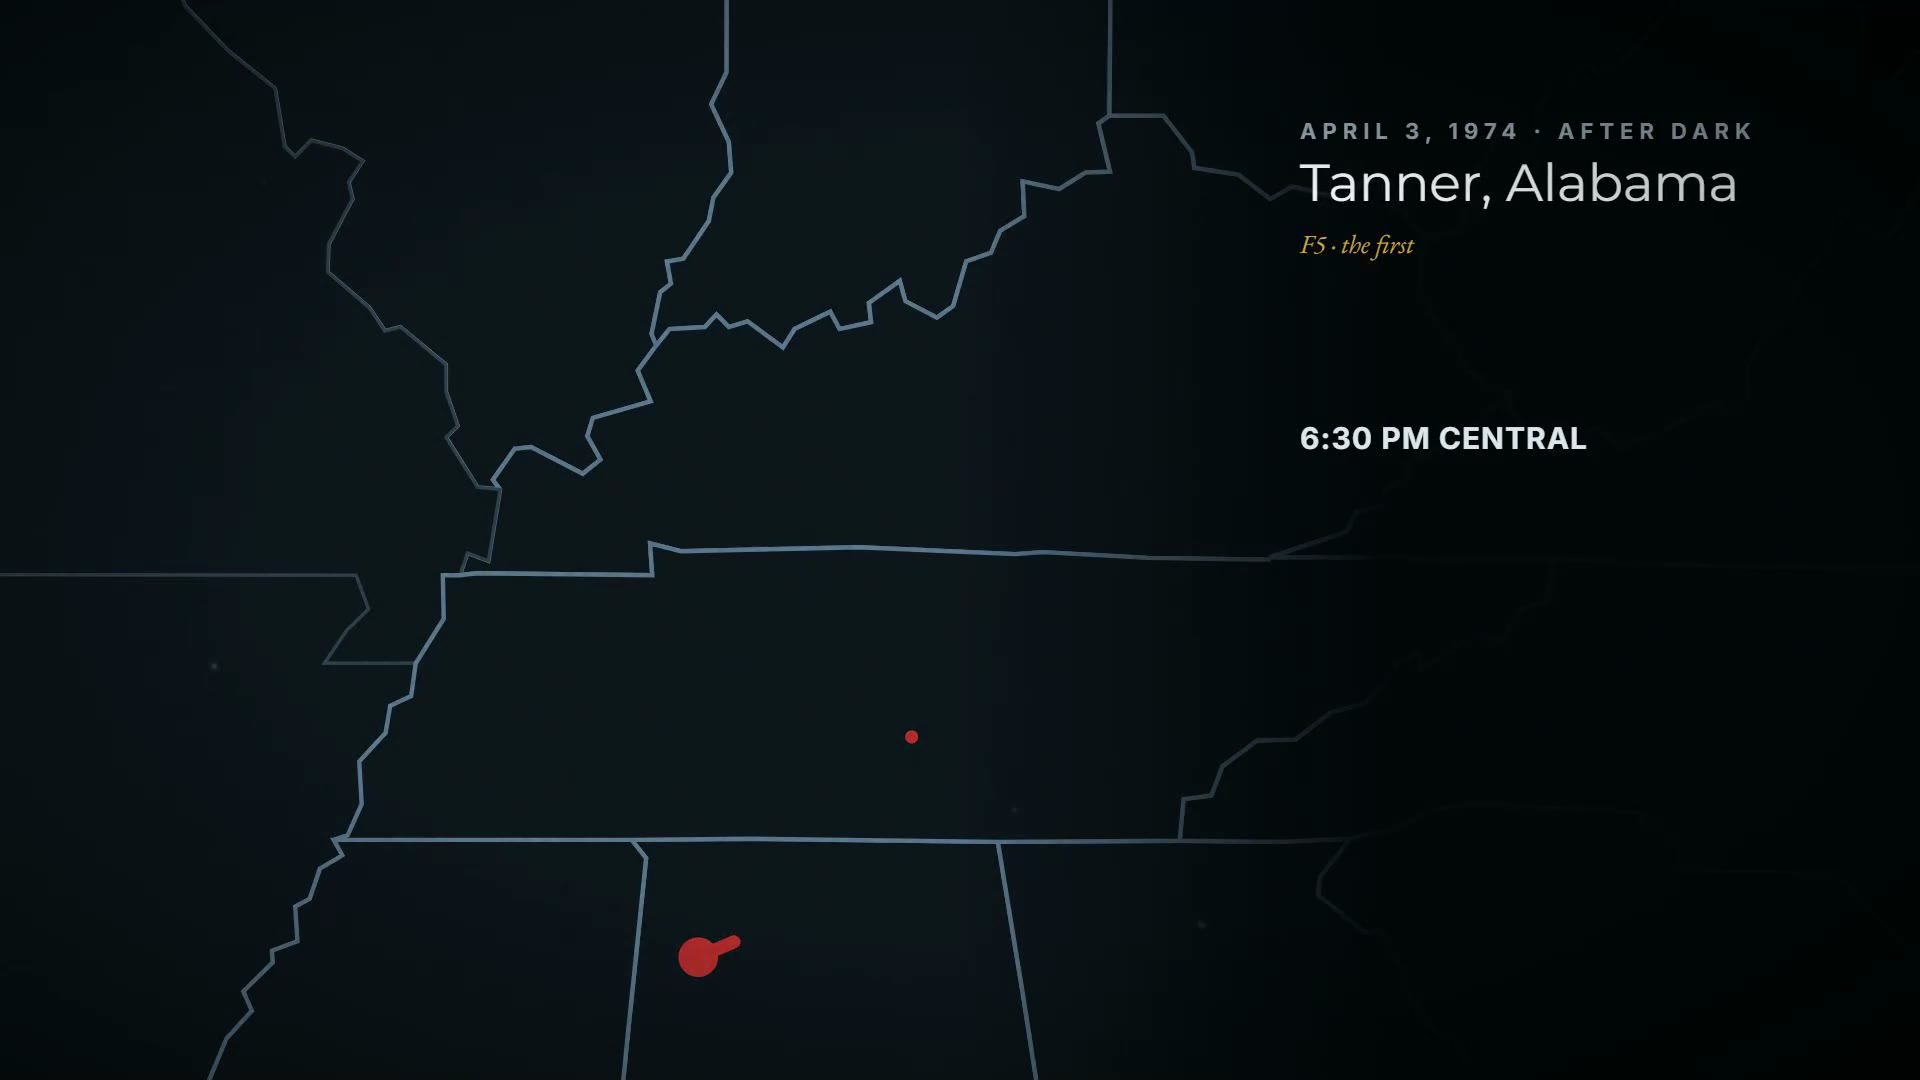 APRIL 3, 1974 · AFTER DARK
Tanner, Alabama
F5 · the first
6:30 PM CENTRAL